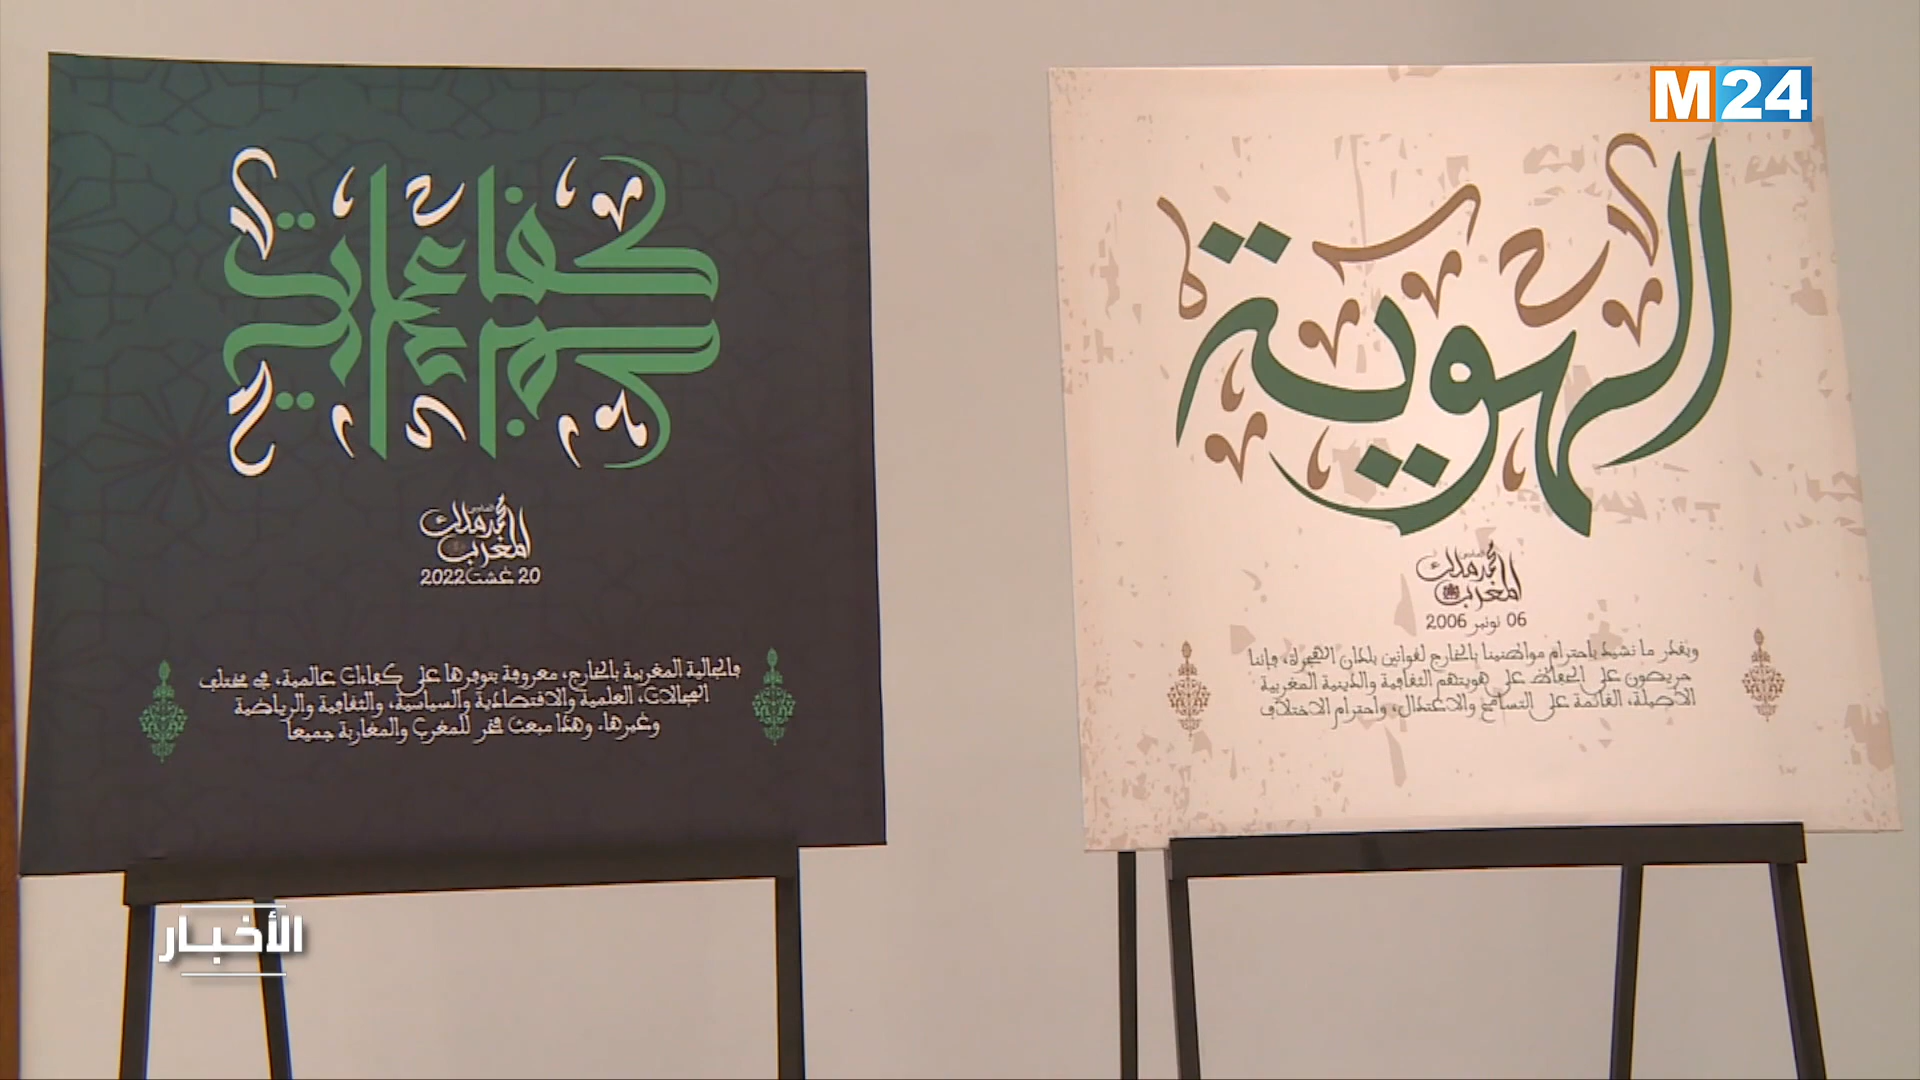 M24
الهوية
محمد السادس ملك
المغرب
06 نونبر 2006
وبقدر ما نشيد باحترام مواطنينا بالخارج لقوانين بلدان الهجرة، فإننا
حريصون على الحفاظ على هويتهم الثقافية والدينية المغربية
الأصيلة، القائمة على التسامح والاعتدال، واحترام الاختلاف
كفاءات
محمد السادس ملك
المغرب
20 غشت 2022
فالجالية المغربية بالخارج، معروفة بتوفرها على كفاءات عالمية، في مختلف
المجالات، العلمية والاقتصادية والسياسية، والثقافية والرياضية
وغيرها. وهذا مبعث فخر للمغرب والمغاربة جميعا
الأخبار